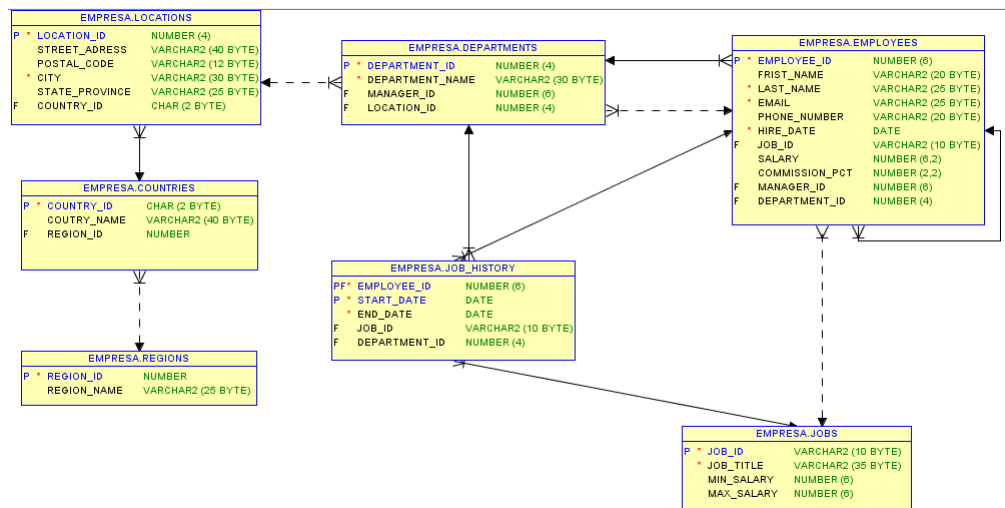 EMPRESA.LOCATIONS
P * LOCATION_ID NUMBER (4)
STREET_ADRESS VARCHAR2 (40 BYTE)
POSTAL_CODE VARCHAR2 (12 BYTE)
* CITY VARCHAR2 (30 BYTE)
STATE_PROVINCE VARCHAR2 (25 BYTE)
F COUNTRY_ID CHAR (2 BYTE)
EMPRESA.DEPARTMENTS
P * DEPARTMENT_ID NUMBER (4)
* DEPARTMENT_NAME VARCHAR2 (30 BYTE)
F MANAGER_ID NUMBER (6)
F LOCATION_ID NUMBER (4)
EMPRESA.EMPLOYEES
P * EMPLOYEE_ID NUMBER (6)
FRIST_NAME VARCHAR2 (20 BYTE)
* LAST_NAME VARCHAR2 (25 BYTE)
* EMAIL VARCHAR2 (25 BYTE)
PHONE_NUMBER VARCHAR2 (20 BYTE)
* HIRE_DATE DATE
F JOB_ID VARCHAR2 (10 BYTE)
SALARY NUMBER (6,2)
COMMISSION_PCT NUMBER (2,2)
F MANAGER_ID NUMBER (6)
F DEPARTMENT_ID NUMBER (4)
EMPRESA.COUNTRIES
P * COUNTRY_ID CHAR (2 BYTE)
COUTRY_NAME VARCHAR2 (40 BYTE)
F REGION_ID NUMBER
EMPRESA.JOB_HISTORY
PF* EMPLOYEE_ID NUMBER (6)
P * START_DATE DATE
* END_DATE DATE
F JOB_ID VARCHAR2 (10 BYTE)
F DEPARTMENT_ID NUMBER (4)
EMPRESA.REGIONS
P * REGION_ID NUMBER
REGION_NAME VARCHAR2 (25 BYTE)
EMPRESA.JOBS
P * JOB_ID VARCHAR2 (10 BYTE)
* JOB_TITLE VARCHAR2 (35 BYTE)
MIN_SALARY NUMBER (6)
MAX_SALARY NUMBER (6)